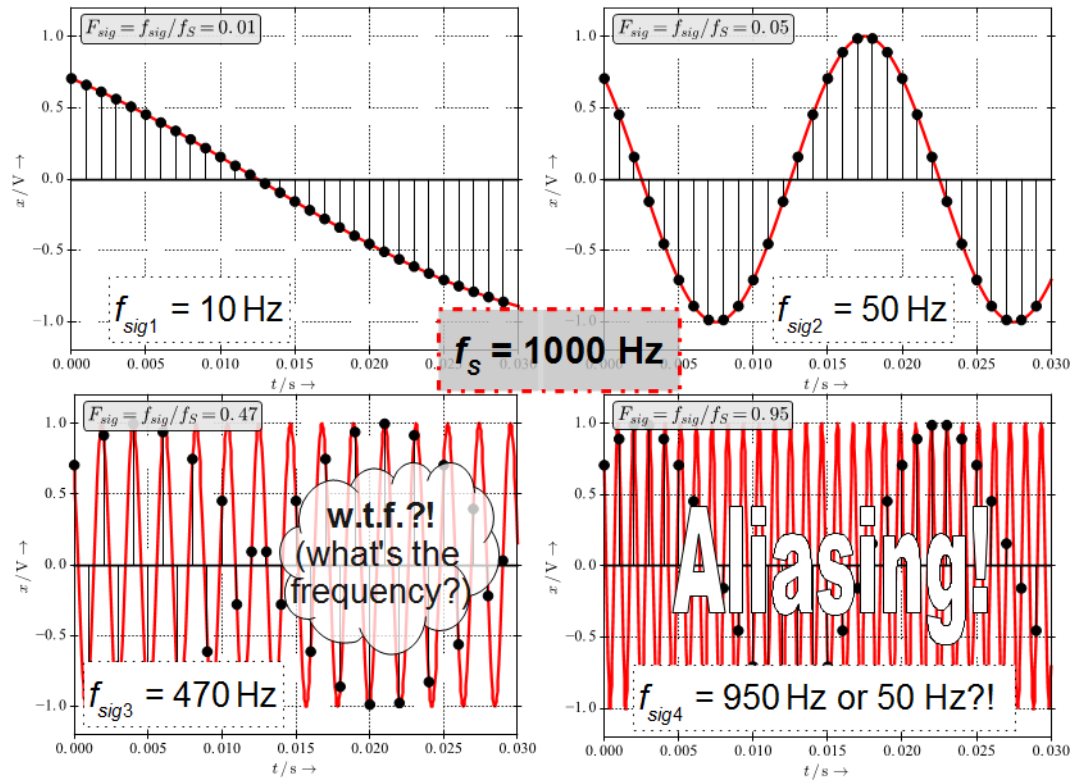 F_sig = f_sig/f_S = 0.01
1.0
0.5
0.0
−0.5
−1.0
x/V →
f_sig1 = 10 Hz
0.000 0.005 0.010 0.015 0.020 0.025 0.030
t/s →
F_sig = f_sig/f_S = 0.05
1.0
0.5
0.0
−0.5
−1.0
x/V →
f_sig2 = 50 Hz
0.000 0.005 0.010 0.015 0.020 0.025 0.030
t/s →
f_s = 1000 Hz
F_sig = f_sig/f_S = 0.47
1.0
0.5
0.0
−0.5
−1.0
x/V →
w.t.f.?!
(what's the
frequency?)
f_sig3 = 470 Hz
0.000 0.005 0.010 0.015 0.020 0.025 0.030
t/s →
F_sig = f_sig/f_S = 0.95
1.0
0.5
0.0
−0.5
−1.0
x/V →
Aliasing!
f_sig4 = 950 Hz or 50 Hz?!
0.000 0.005 0.010 0.015 0.020 0.025 0.030
t/s →